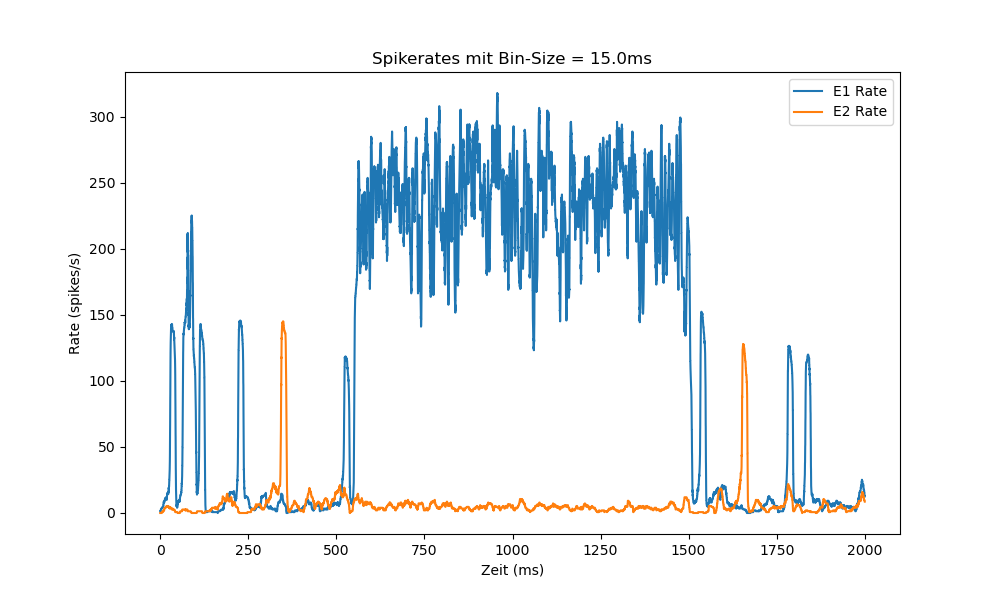 Spikerates mit Bin-Size = 15.0ms
E1 Rate
E2 Rate
Rate (spikes/s)
300
250
200
150
100
50
0
0 250 500 750 1000 1250 1500 1750 2000
Zeit (ms)